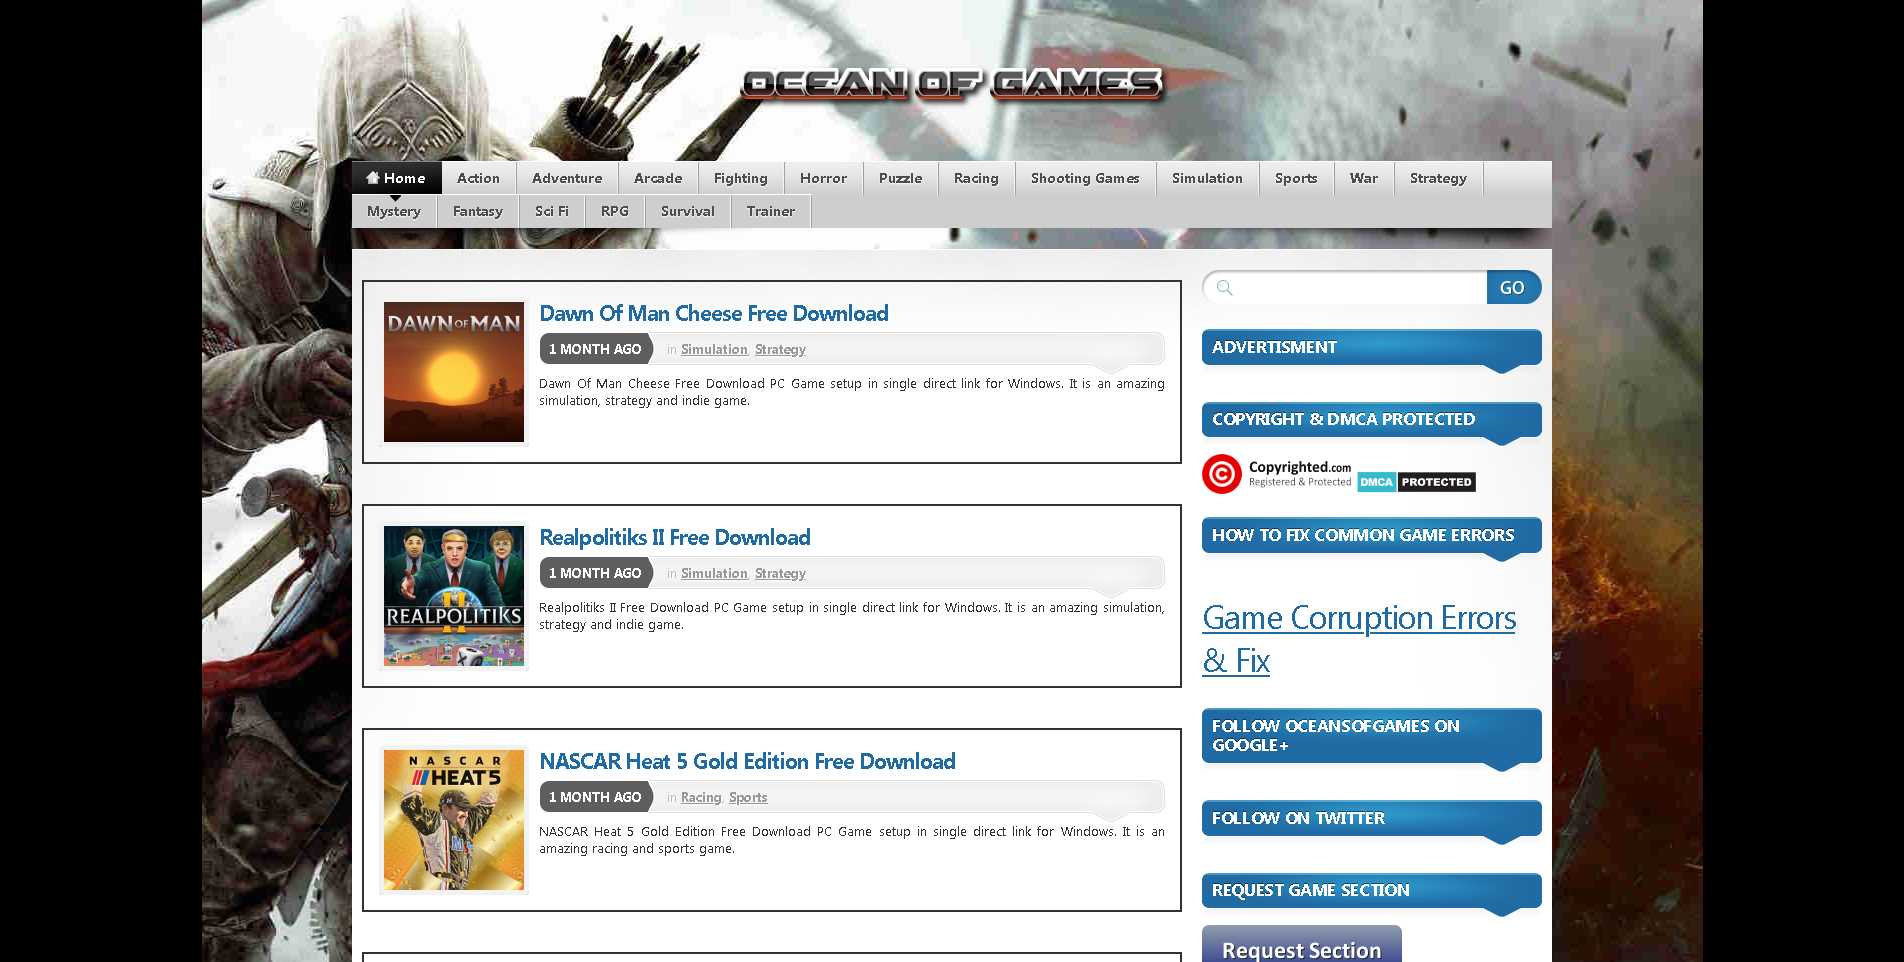 OCEAN OF GAMES
Home Action Adventure Arcade Fighting Horror Puzzle Racing Shooting Games Simulation Sports War Strategy
Mystery Fantasy Sci Fi RPG Survival Trainer
DAWN OF MAN
Dawn Of Man Cheese Free Download
1 MONTH AGO in Simulation, Strategy
Dawn Of Man Cheese Free Download PC Game setup in single direct link for Windows. It is an amazing
simulation, strategy and indie game.
REALPOLITIKS
II
Realpolitiks II Free Download
1 MONTH AGO in Simulation, Strategy
Realpolitiks II Free Download PC Game setup in single direct link for Windows. It is an amazing simulation,
strategy and indie game.
NASCAR
HEAT 5
NASCAR Heat 5 Gold Edition Free Download
1 MONTH AGO in Racing, Sports
NASCAR Heat 5 Gold Edition Free Download PC Game setup in single direct link for Windows. It is an
amazing racing and sports game.
GO
ADVERTISMENT
COPYRIGHT & DMCA PROTECTED
Copyrighted.com
Registered & Protected
DMCA PROTECTED
HOW TO FIX COMMON GAME ERRORS
Game Corruption Errors
& Fix
FOLLOW OCEANSOFGAMES ON
GOOGLE+
FOLLOW ON TWITTER
REQUEST GAME SECTION
Request Section